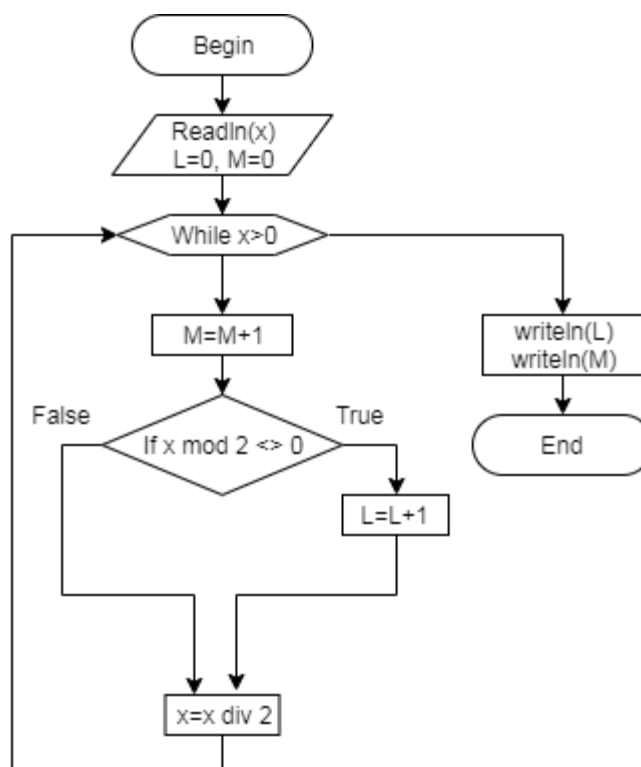 Begin
Readln(x)
L=0, M=0
While x>0
M=M+1
writeln(L)
writeln(M)
False
True
If x mod 2 <> 0
End
L=L+1
x=x div 2